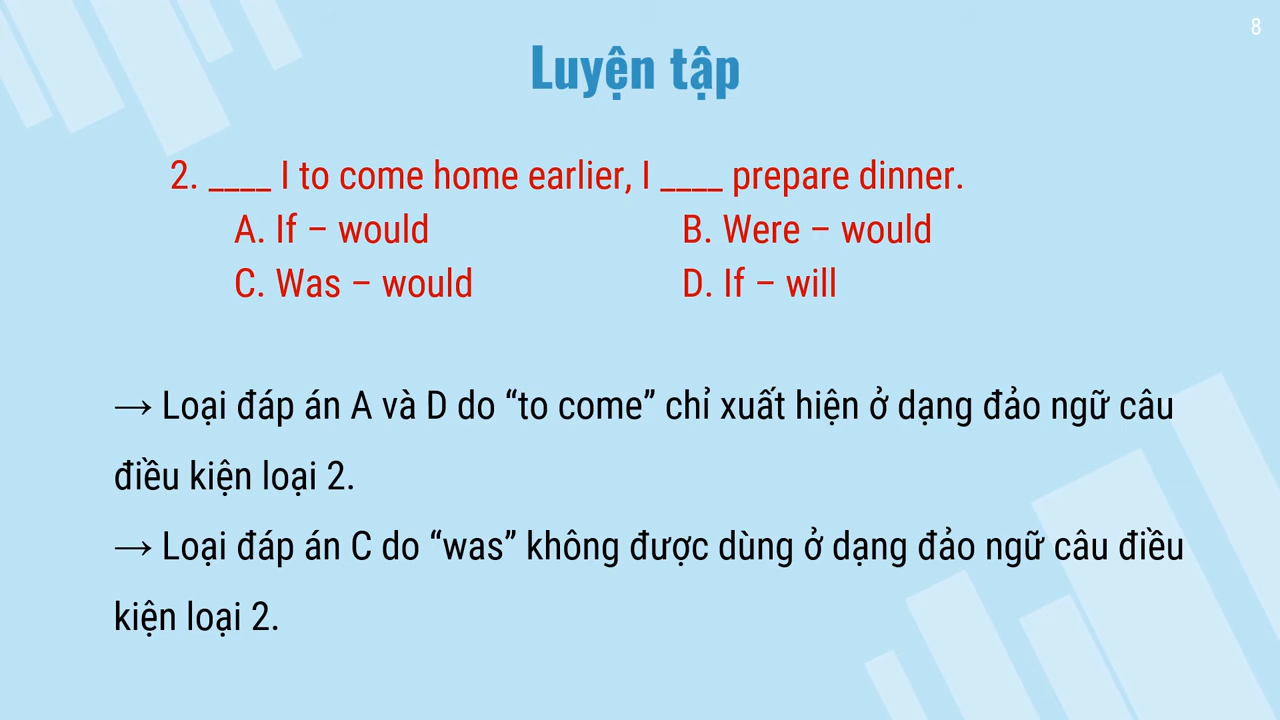 8
Luyện tập
2. ____ I to come home earlier, I ____ prepare dinner.
A. If – would B. Were – would
C. Was – would D. If – will
→ Loại đáp án A và D do “to come” chỉ xuất hiện ở dạng đảo ngữ câu
điều kiện loại 2.
→ Loại đáp án C do “was” không được dùng ở dạng đảo ngữ câu điều
kiện loại 2.